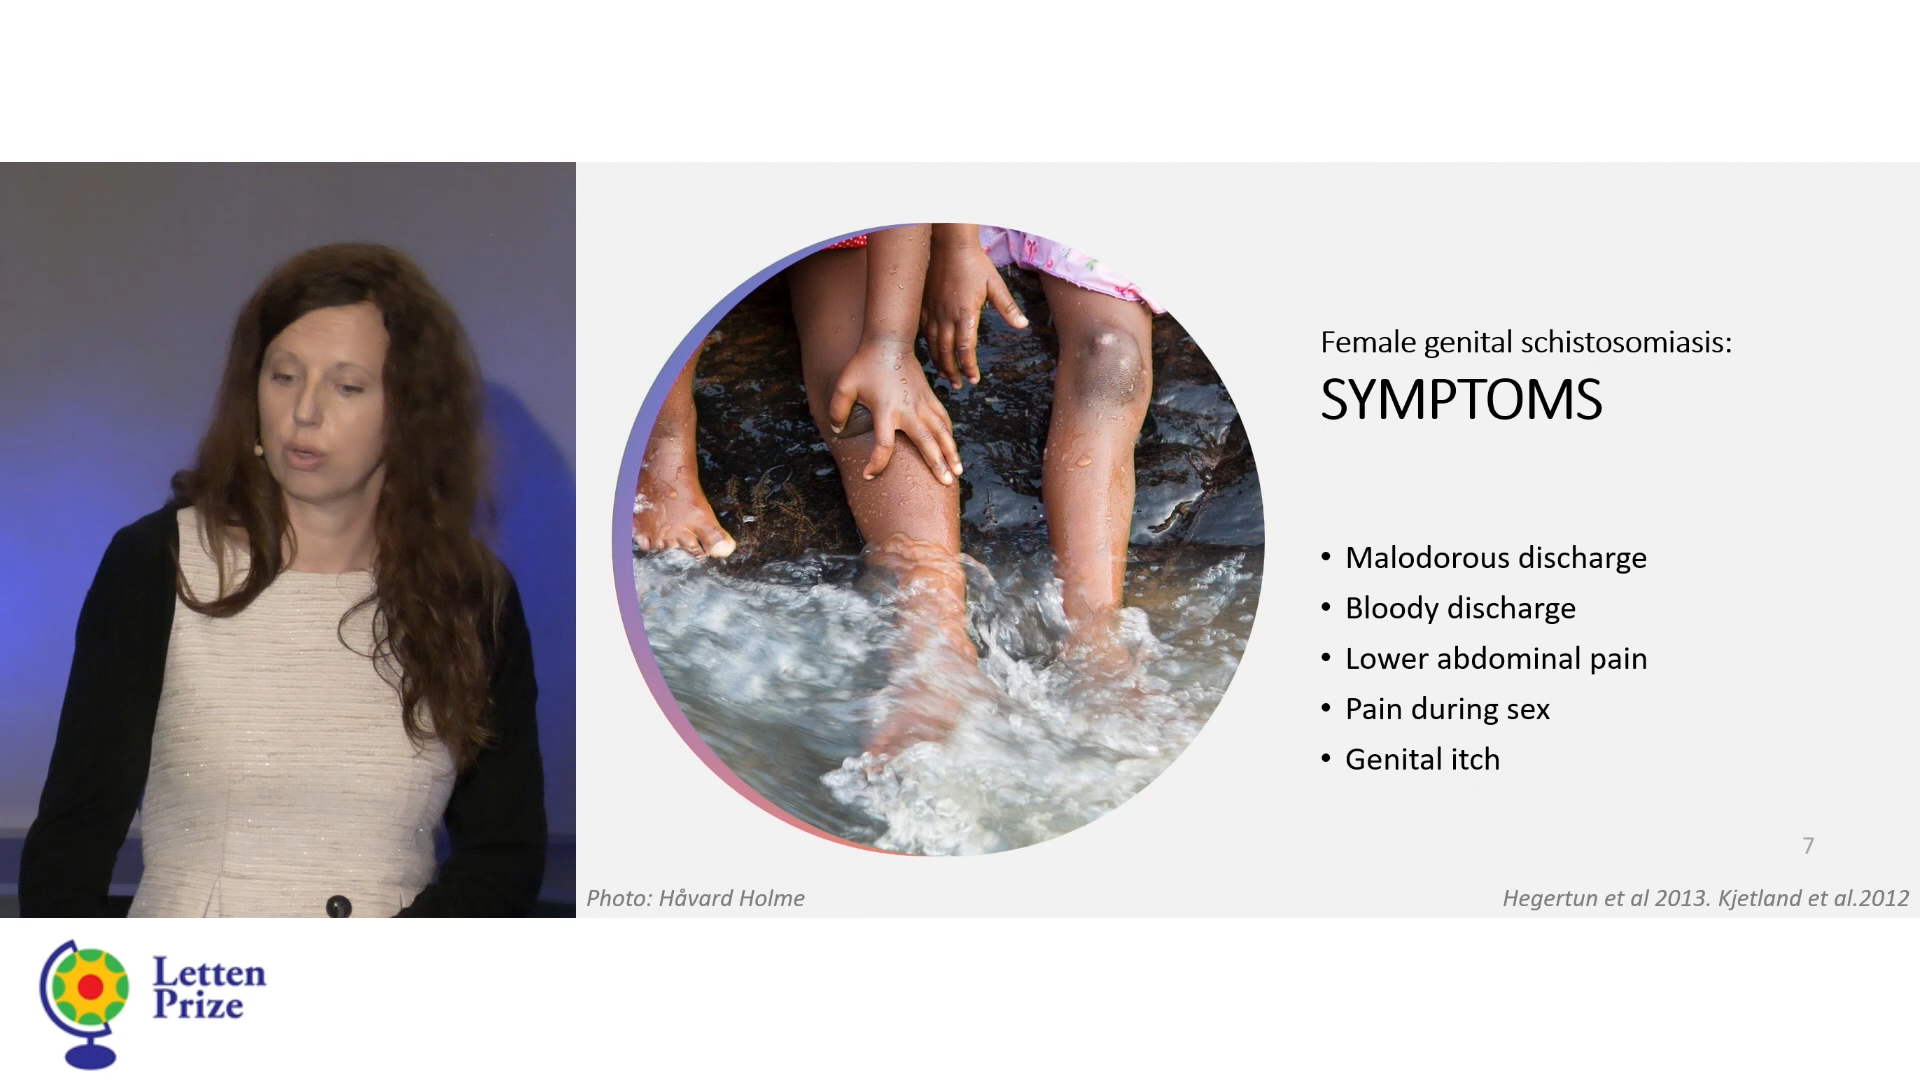 Female genital schistosomiasis:
SYMPTOMS
• Malodorous discharge
• Bloody discharge
• Lower abdominal pain
• Pain during sex
• Genital itch
7
Photo: Håvard Holme
Hegertun et al 2013. Kjetland et al.2012
Letten
Prize